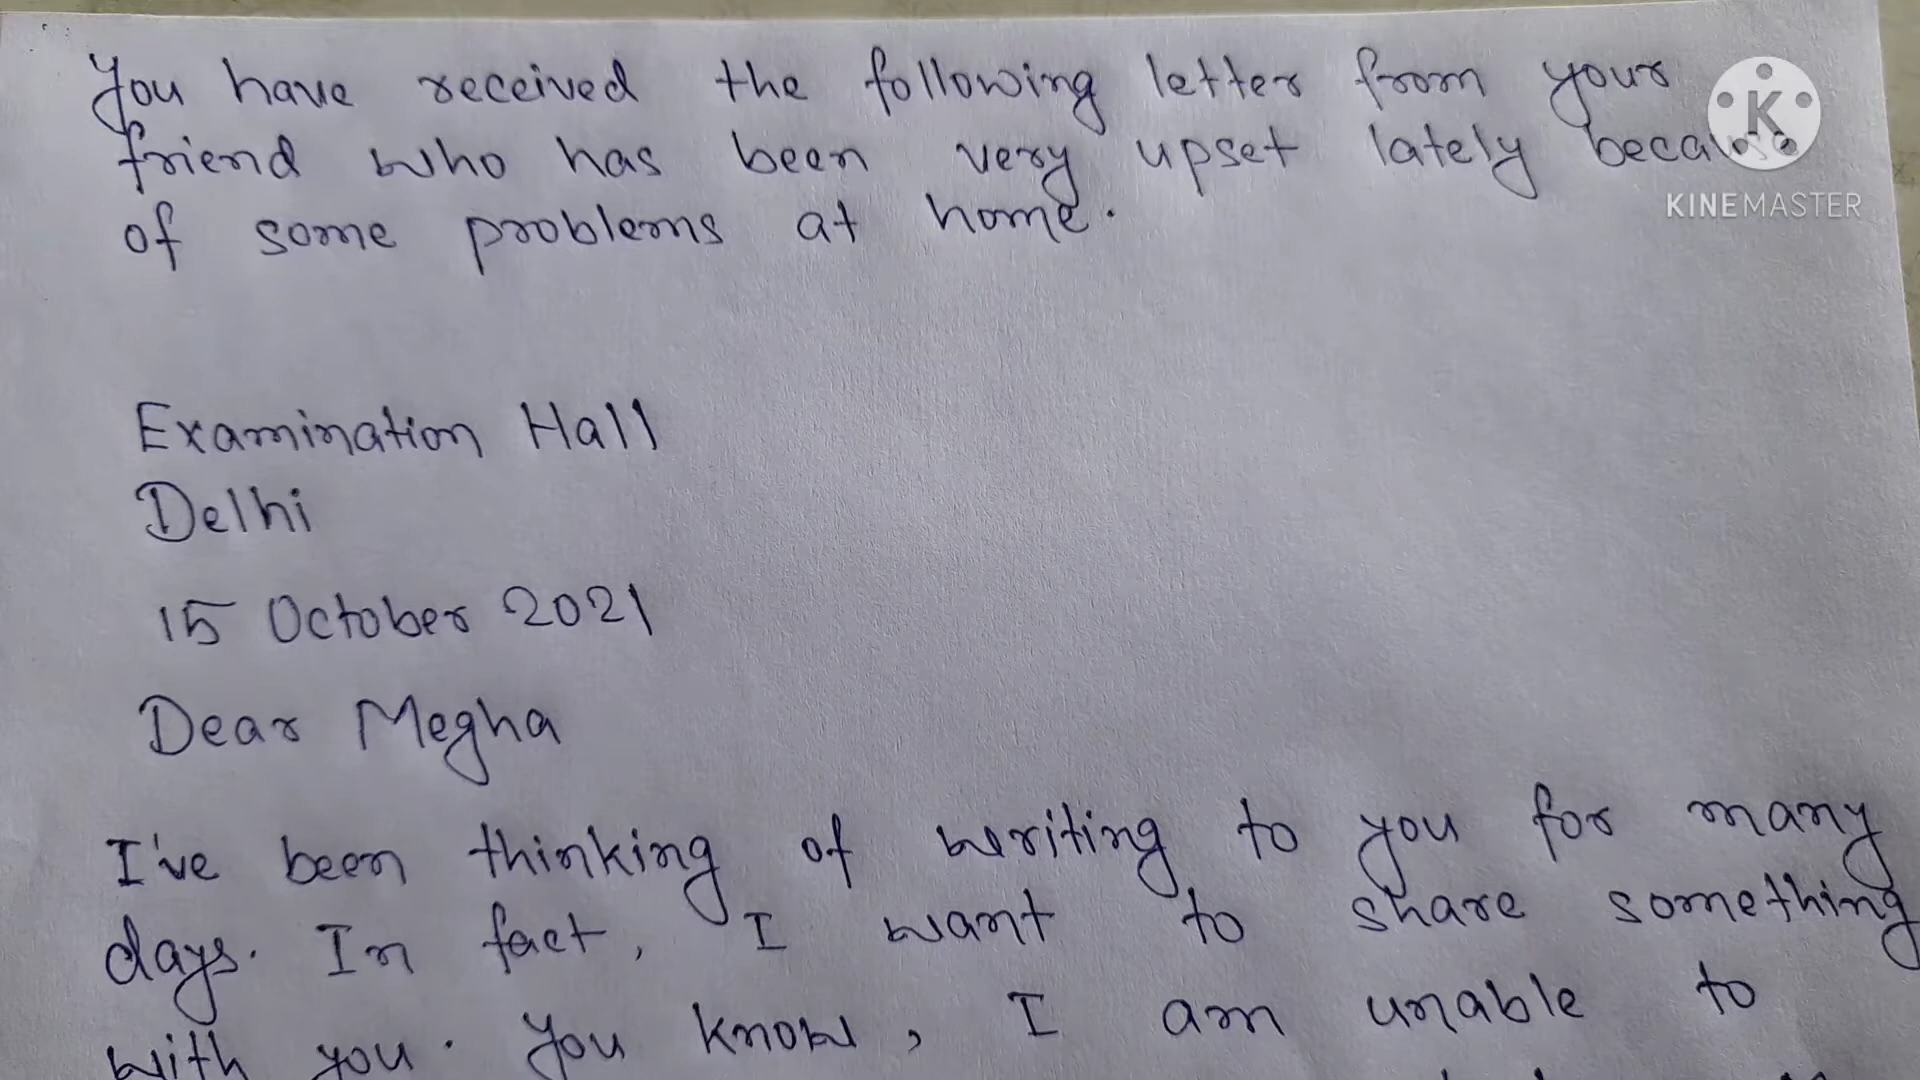 You have received the following letter from your
friend who has been very upset lately because
of some problems at home.
KINEMASTER
Examination Hall
Delhi
15 October 2021
Dear Megha
I've been thinking of writing to you for many
days. In fact, I want to share something
with you. You know, I am unable to